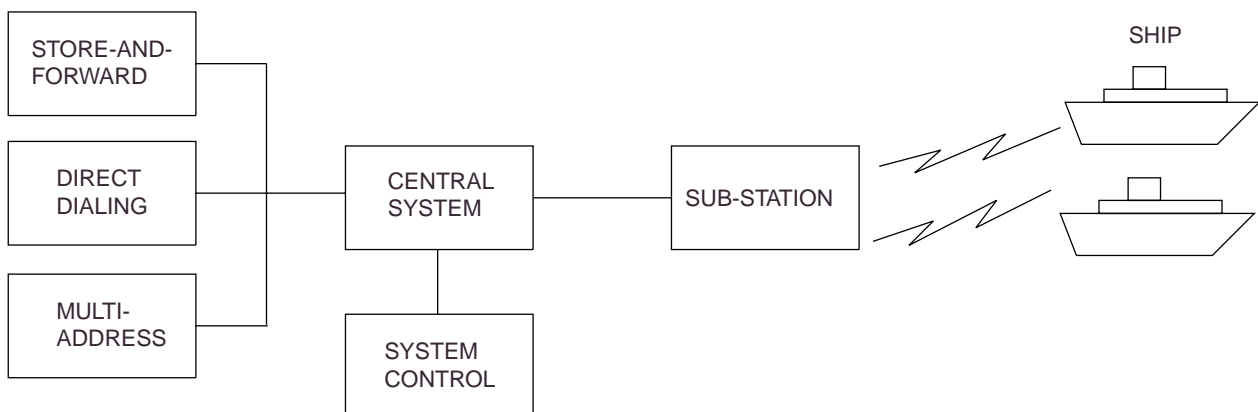 STORE-AND-
FORWARD
DIRECT
DIALING
MULTI-
ADDRESS
CENTRAL
SYSTEM
SYSTEM
CONTROL
SUB-STATION
SHIP